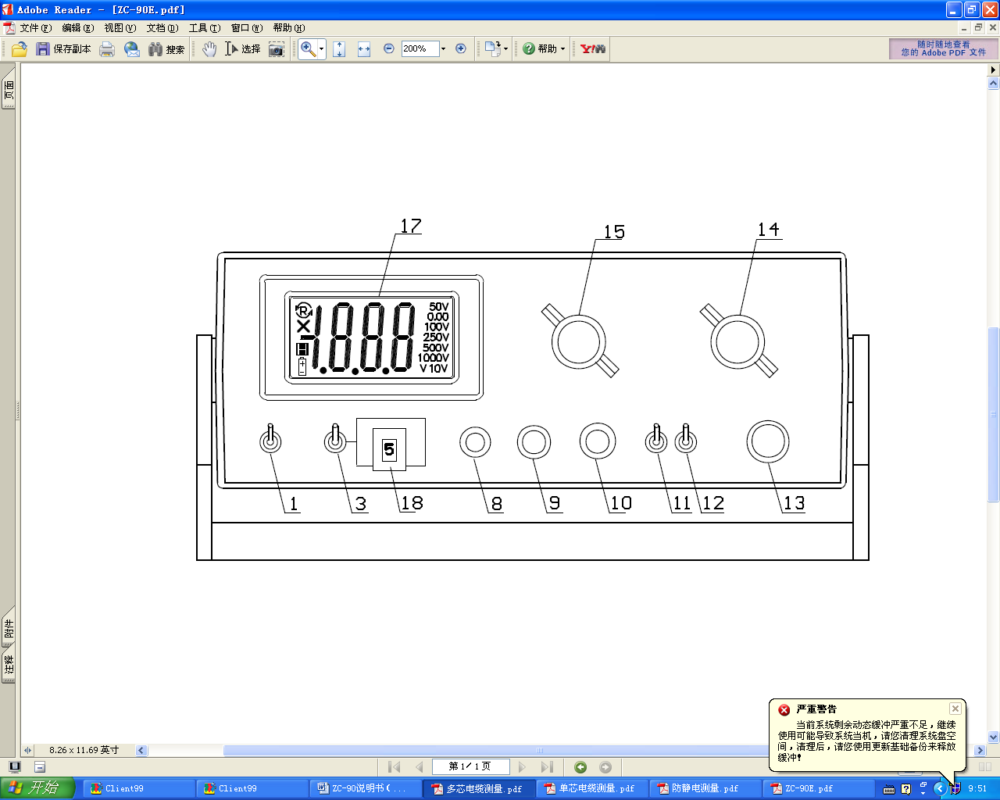 Adobe Reader - [ZC-90E.pdf]
文件(F) 编辑(E) 视图(V) 文档(D) 工具(T) 窗口(W) 帮助(H)
保存副本 搜索 选择 200% 帮助 Y!
随时随地查看
您的 Adobe PDF 文件
页面
附件
注释
17
15
14
R
1.8.8.8
50V
0.00
100V
250V
500V
1000V
V 10V
H
5
1
3
18
8
9
10
11
12
13
严重警告
当前系统剩余动态缓冲严重不足，继续
使用可能导致系统当机，请您清理系统盘空
间，清理后，请您使用更新基础备份来释放
缓冲!
8.26 x 11.69 英寸
第 1/ 1 页
开始 Client99 Client99 ZC-90说明书(... 多芯电缆测量.pdf 单芯电缆测量.pdf 防静电测量.pdf ZC-90E.pdf 9:51